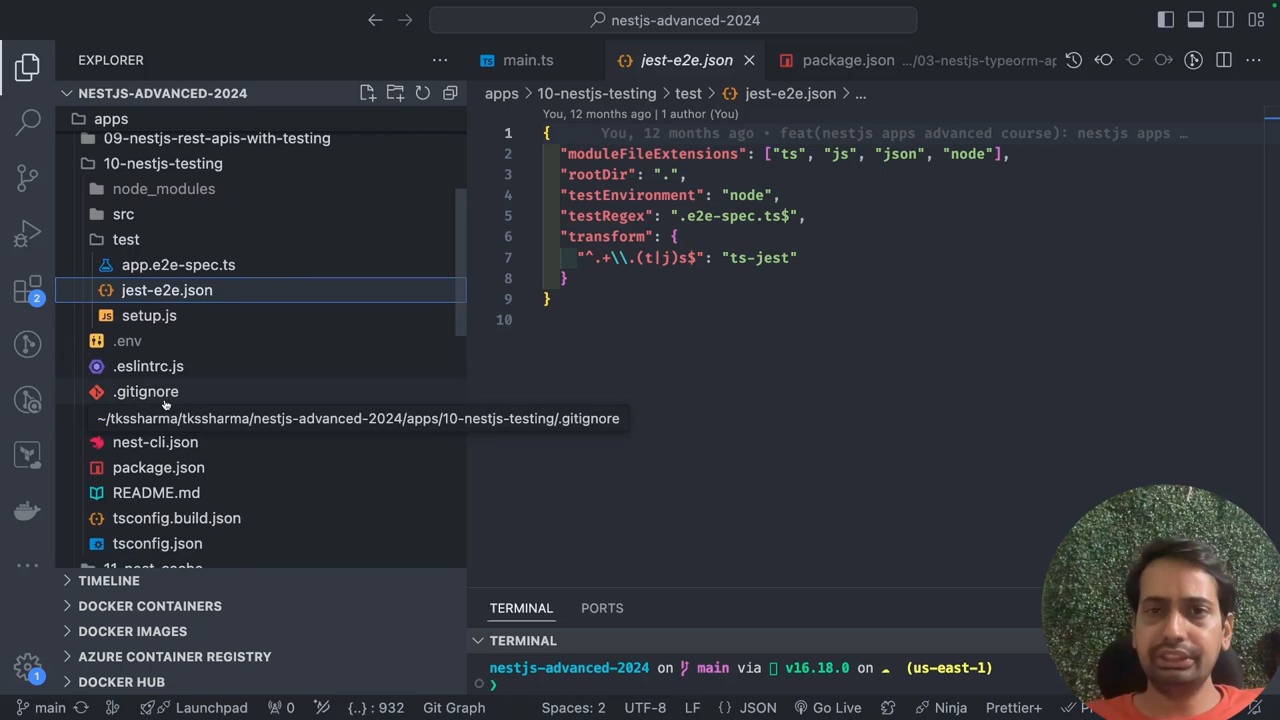 nestjs-advanced-2024
EXPLORER
NESTJS-ADVANCED-2024
apps
09-nestjs-rest-apis-with-testing
10-nestjs-testing
node_modules
src
test
app.e2e-spec.ts
jest-e2e.json
setup.js
.env
.eslintrc.js
.gitignore
~/tkssharma/tkssharma/nestjs-advanced-2024/apps/10-nestjs-testing/.gitignore
nest-cli.json
package.json
README.md
tsconfig.build.json
tsconfig.json
11-nest-cache
TIMELINE
DOCKER CONTAINERS
DOCKER IMAGES
AZURE CONTAINER REGISTRY
DOCKER HUB
2
1
main.ts
jest-e2e.json
package.json .../03-nestjs-typeorm-ap
apps > 10-nestjs-testing > test > jest-e2e.json > ...
You, 12 months ago | 1 author (You)
1 { You, 12 months ago • feat(nestjs apps advanced course): nestjs apps …
2 "moduleFileExtensions": ["ts", "js", "json", "node"],
3 "rootDir": ".",
4 "testEnvironment": "node",
5 "testRegex": ".e2e-spec.ts$",
6 "transform": {
7 "^.+\\.(t|j)s$": "ts-jest"
8 }
9 }
10
TERMINAL PORTS
TERMINAL
nestjs-advanced-2024 on main via v16.18.0 on (us-east-1)
❯
main Launchpad 0 {..} : 932 Git Graph Spaces: 2 UTF-8 LF {} JSON Go Live Ninja Prettier+